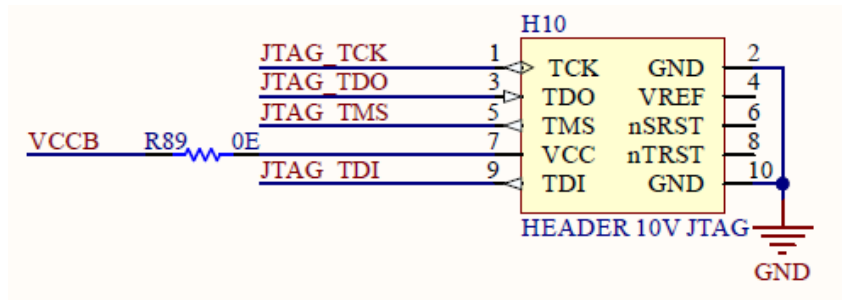 H10
JTAG_TCK 1 TCK GND 2
JTAG_TDO 3 TDO VREF 4
JTAG_TMS 5 TMS nSRST 6
VCCB R89 0E 7 VCC nTRST 8
JTAG_TDI 9 TDI GND 10
HEADER 10V JTAG
GND